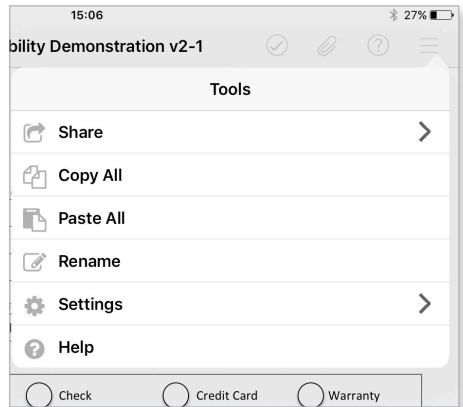 15:06 27%
bility Demonstration v2-1
Tools
Share
Copy All
Paste All
Rename
Settings
Help
Check Credit Card Warranty